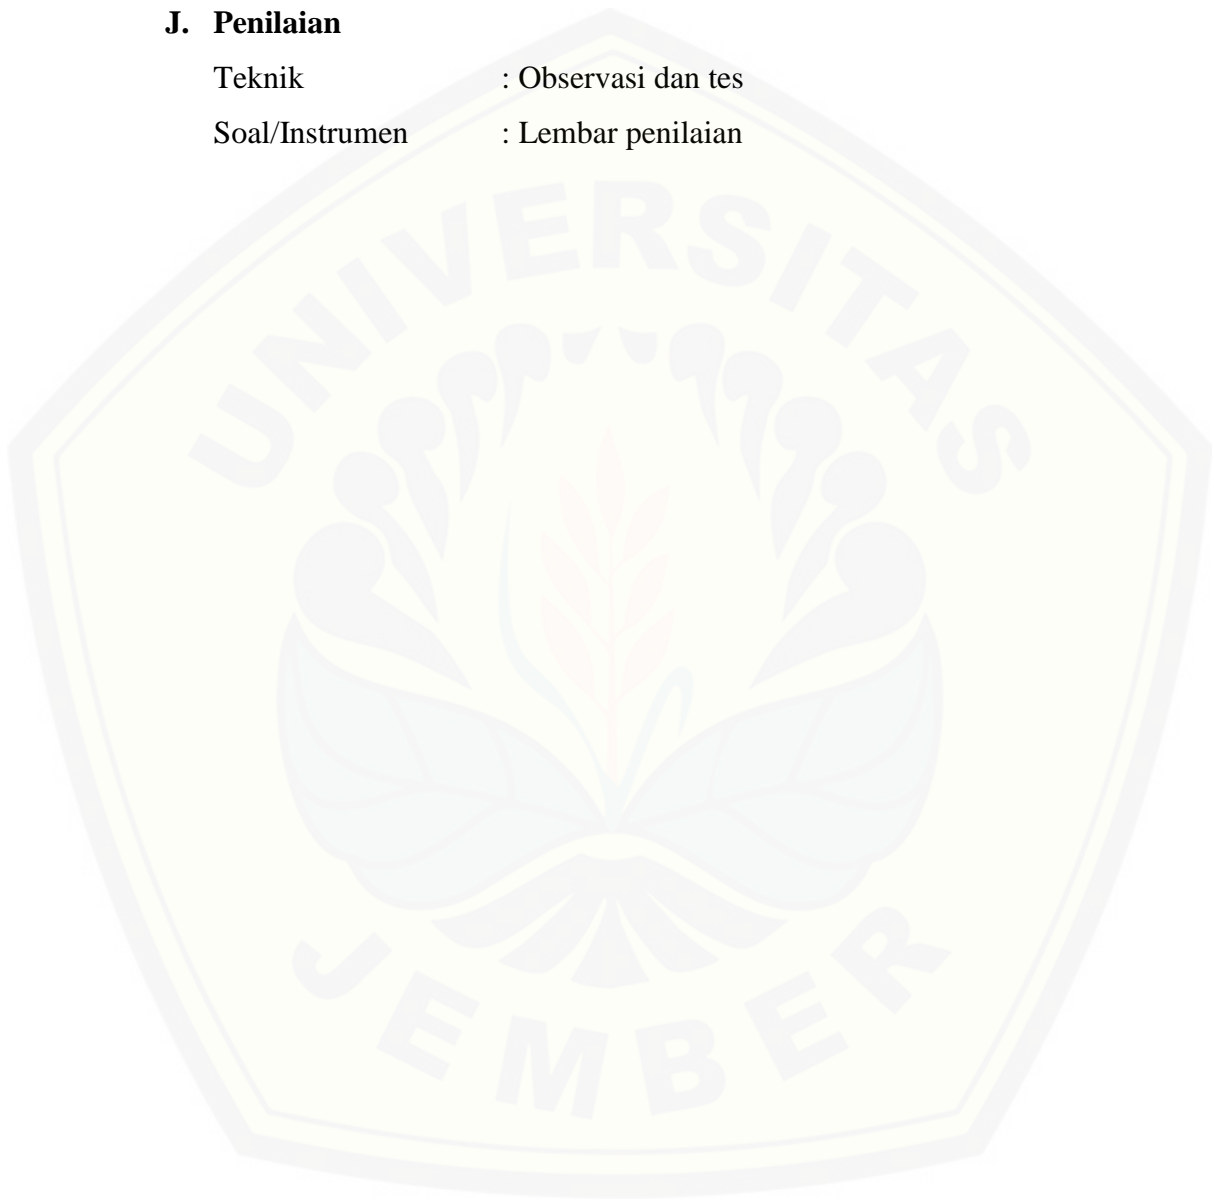 J. Penilaian
Teknik : Observasi dan tes
Soal/Instrumen : Lembar penilaian
UNIVERSITAS
JEMBER